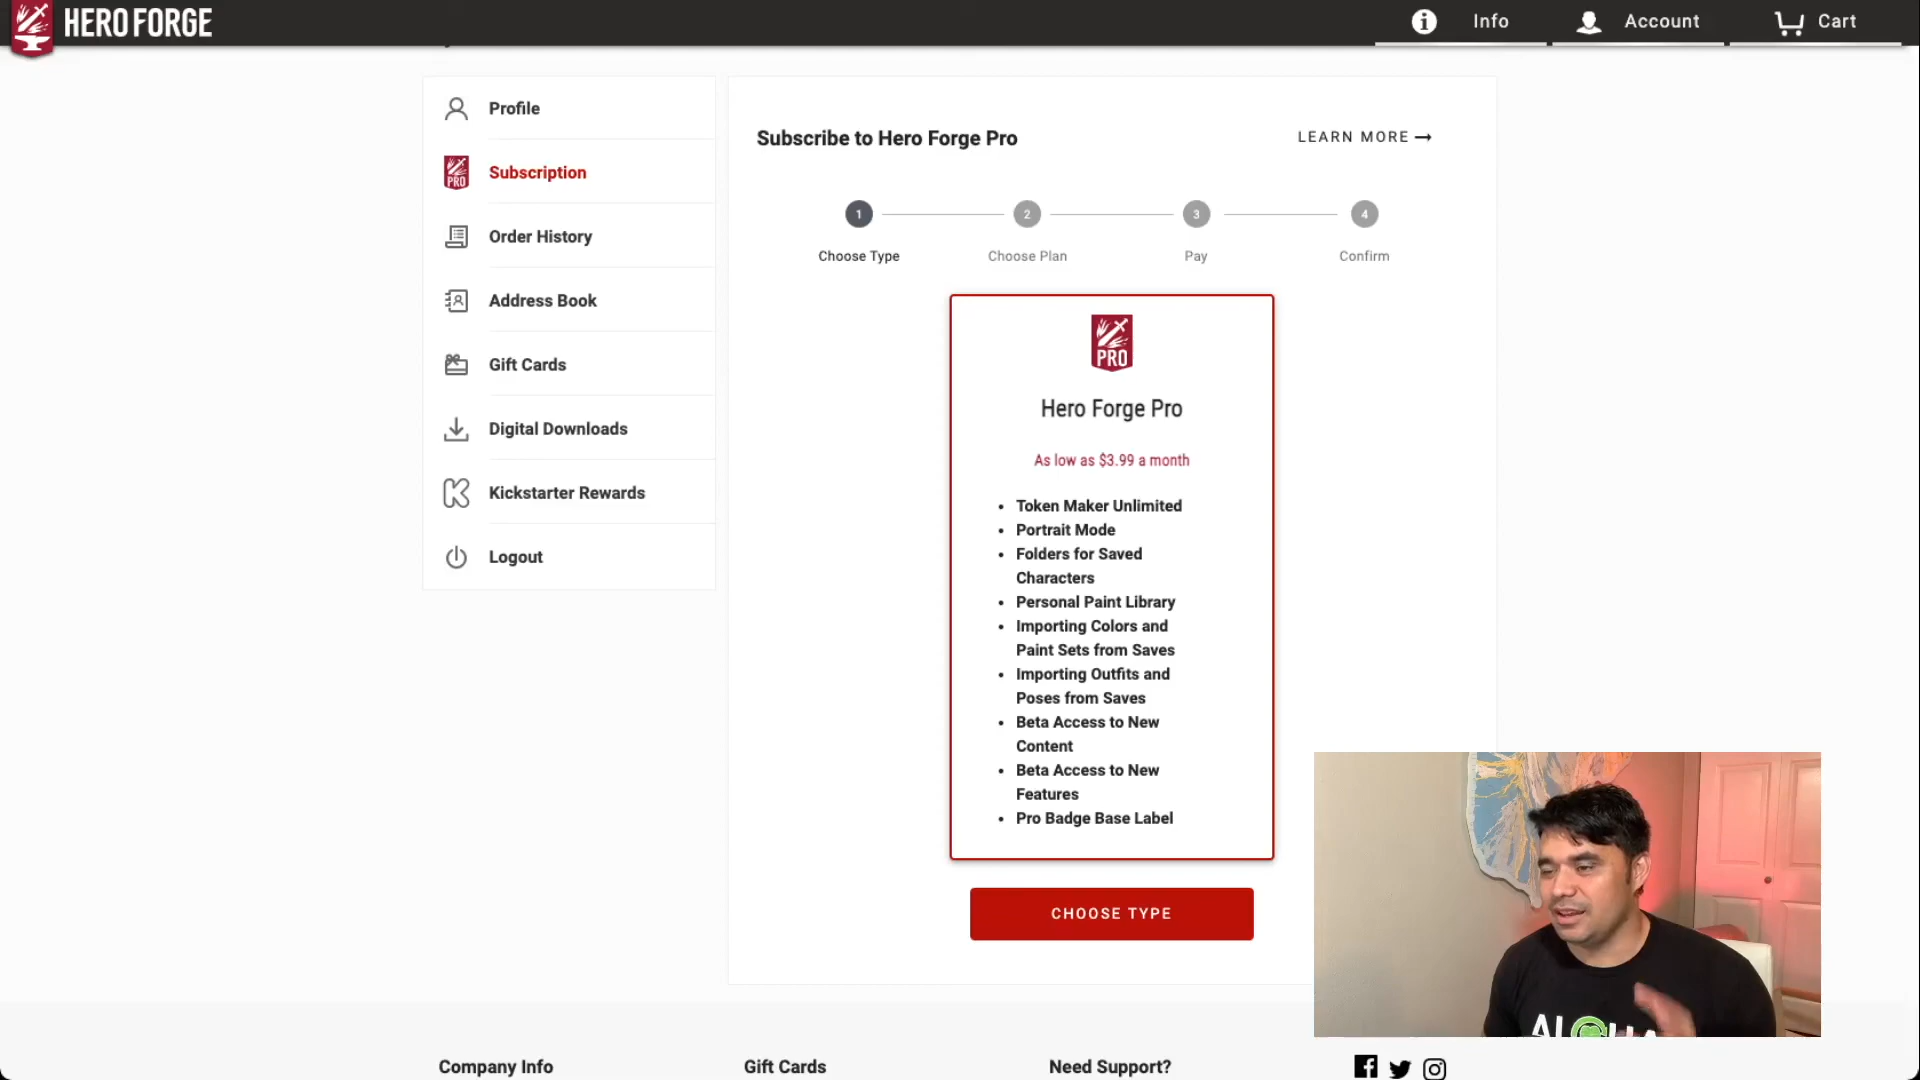 HERO FORGE
Info
Account
Cart
Profile
Subscription
Order History
Address Book
Gift Cards
Digital Downloads
Kickstarter Rewards
Logout
Subscribe to Hero Forge Pro
LEARN MORE
1
2
3
4
Choose Type
Choose Plan
Pay
Confirm
PRO
Hero Forge Pro
As low as $3.99 a month
Token Maker Unlimited
Portrait Mode
Folders for Saved
Characters
Personal Paint Library
Importing Colors and
Paint Sets from Saves
Importing Outfits and
Poses from Saves
Beta Access to New
Content
Beta Access to New
Features
Pro Badge Base Label
CHOOSE TYPE
PRO
ALOHA
Company Info
Gift Cards
Need Support?